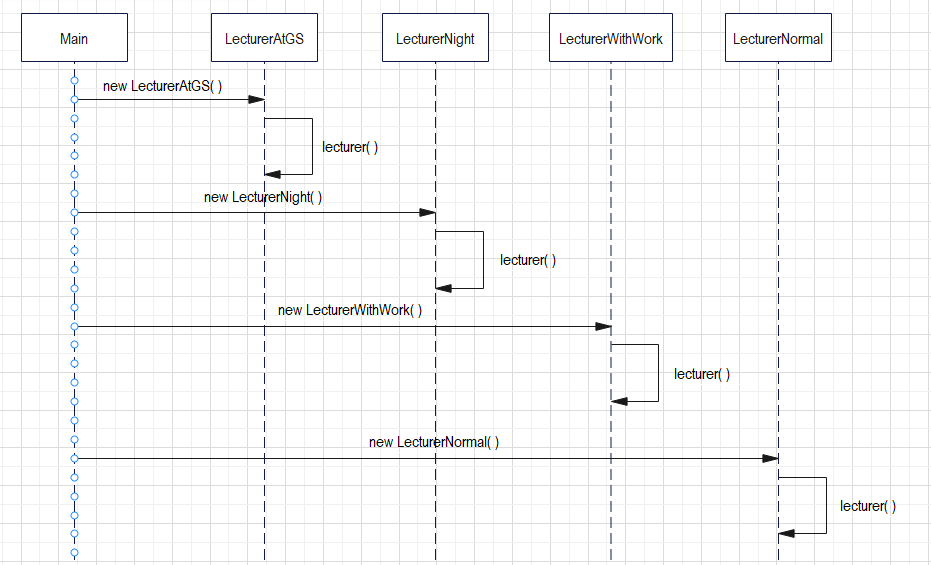 Main
LecturerAtGS
LecturerNight
LecturerWithWork
LecturerNormal
new LecturerAtGS( )
lecturer( )
new LecturerNight( )
lecturer( )
new LecturerWithWork( )
lecturer( )
new LecturerNormal( )
lecturer( )